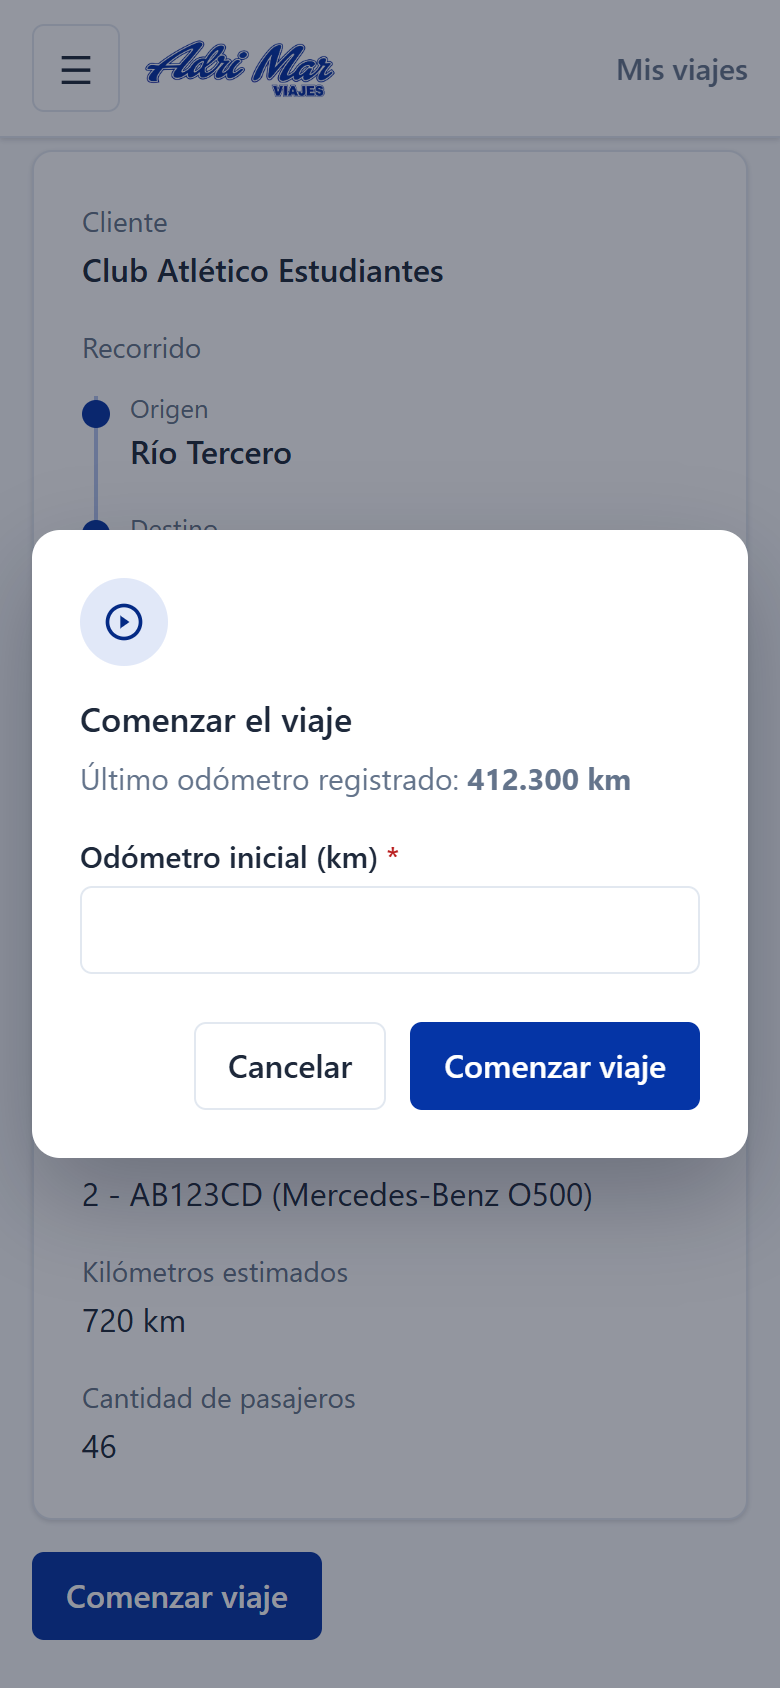 ☰ Adri Mar VIAJES Mis viajes
Cliente
Club Atlético Estudiantes
Recorrido
Origen
Río Tercero
Destino
Comenzar el viaje
Último odómetro registrado: 412.300 km
Odómetro inicial (km) *
Cancelar
Comenzar viaje
2 - AB123CD (Mercedes-Benz O500)
Kilómetros estimados
720 km
Cantidad de pasajeros
46
Comenzar viaje